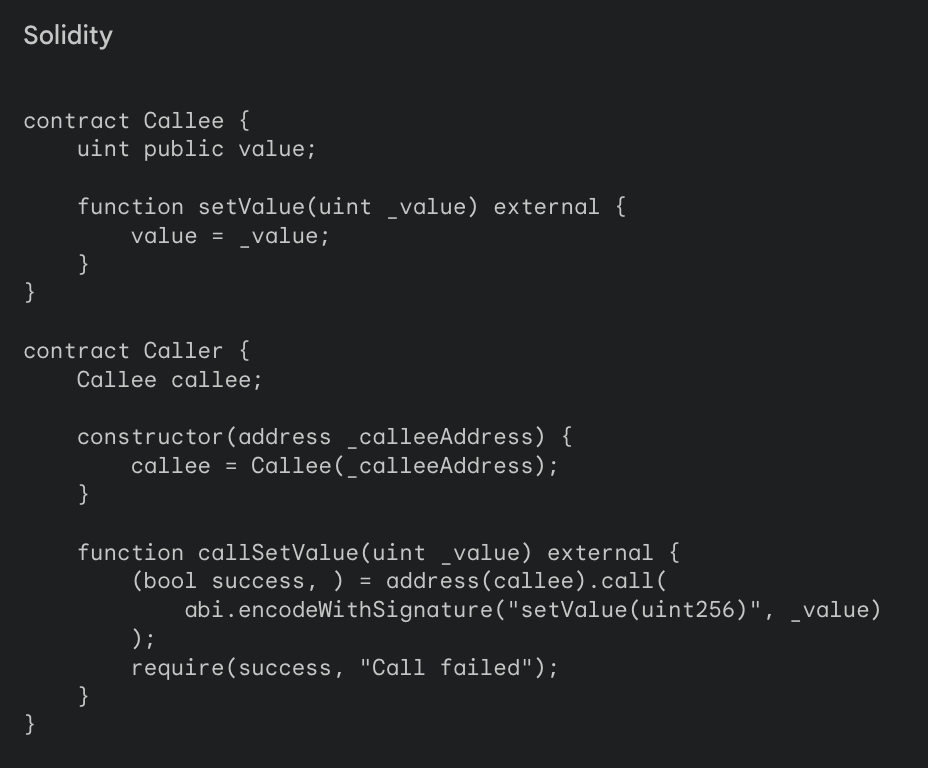 Solidity
contract Callee {
    uint public value;
    function setValue(uint _value) external {
        value = _value;
    }
}
contract Caller {
    Callee callee;
    constructor(address _calleeAddress) {
        callee = Callee(_calleeAddress);
    }
    function callSetValue(uint _value) external {
        (bool success, ) = address(callee).call(
            abi.encodeWithSignature("setValue(uint256)", _value)
        );
        require(success, "Call failed");
    }
}